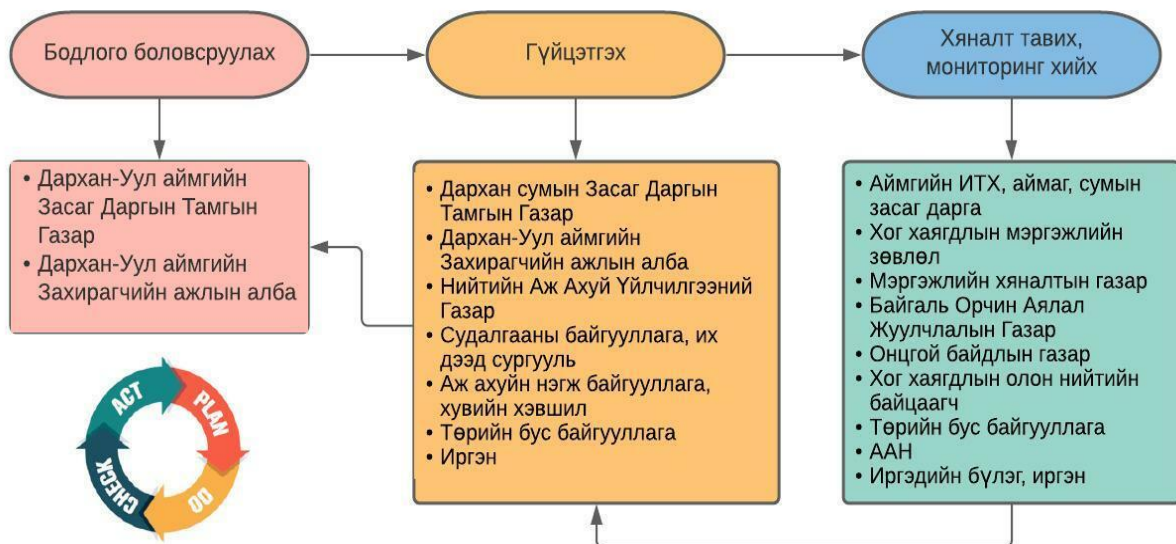 Бодлого боловсруулах
Гүйцэтгэх
Хяналт тавих,
мониторинг хийх
• Дархан-Уул аймгийн
Засаг Даргын Тамгын
Газар
• Дархан-Уул аймгийн
Захирагчийн ажлын алба
• Дархан сумын Засаг Даргын
Тамгын Газар
• Дархан-Уул аймгийн
Захирагчийн ажлын алба
• Нийтийн Аж Ахуй Үйлчилгээний
Газар
• Судалгааны байгууллага, их
дээд сургууль
• Аж ахуйн нэгж байгууллага,
хувийн хэвшил
• Төрийн бус байгууллага
• Иргэн
• Аймгийн ИТХ, аймаг, сумын
засаг дарга
• Хог хаягдлын мэргэжлийн
зөвлөл
• Мэргэжлийн хяналтын газар
• Байгаль Орчин Аялал
Жуулчлалын Газар
• Онцгой байдлын газар
• Хог хаягдлын олон нийтийн
байцаагч
• Төрийн бус байгууллага
• ААН
• Иргэдийн бүлэг, иргэн
ACT
PLAN
CHECK
DO